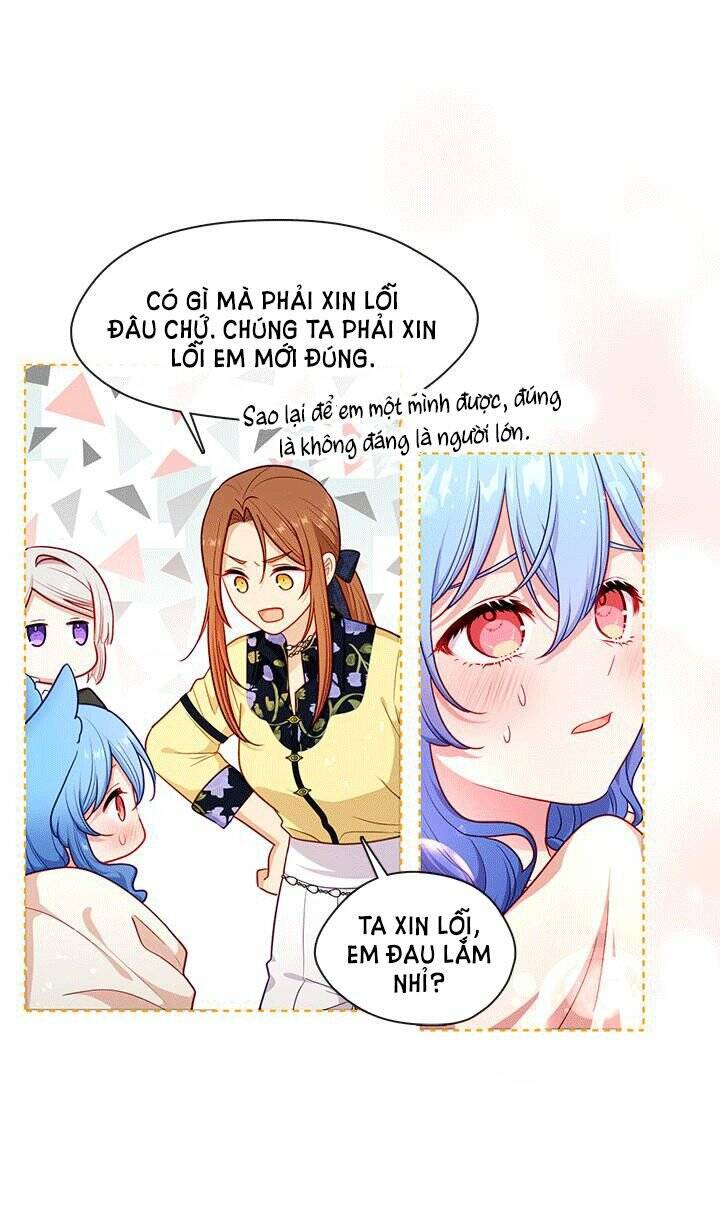 CÓ GÌ MÀ PHẢI XIN LỖI
ĐÂU CHỨ. CHÚNG TA PHẢI XIN
LỖI EM MỚI ĐÚNG.
Sao lại để em một mình được, đúng
là không đáng là người lớn.
TA XIN LỖI,
EM ĐAU LẮM
NHỈ?